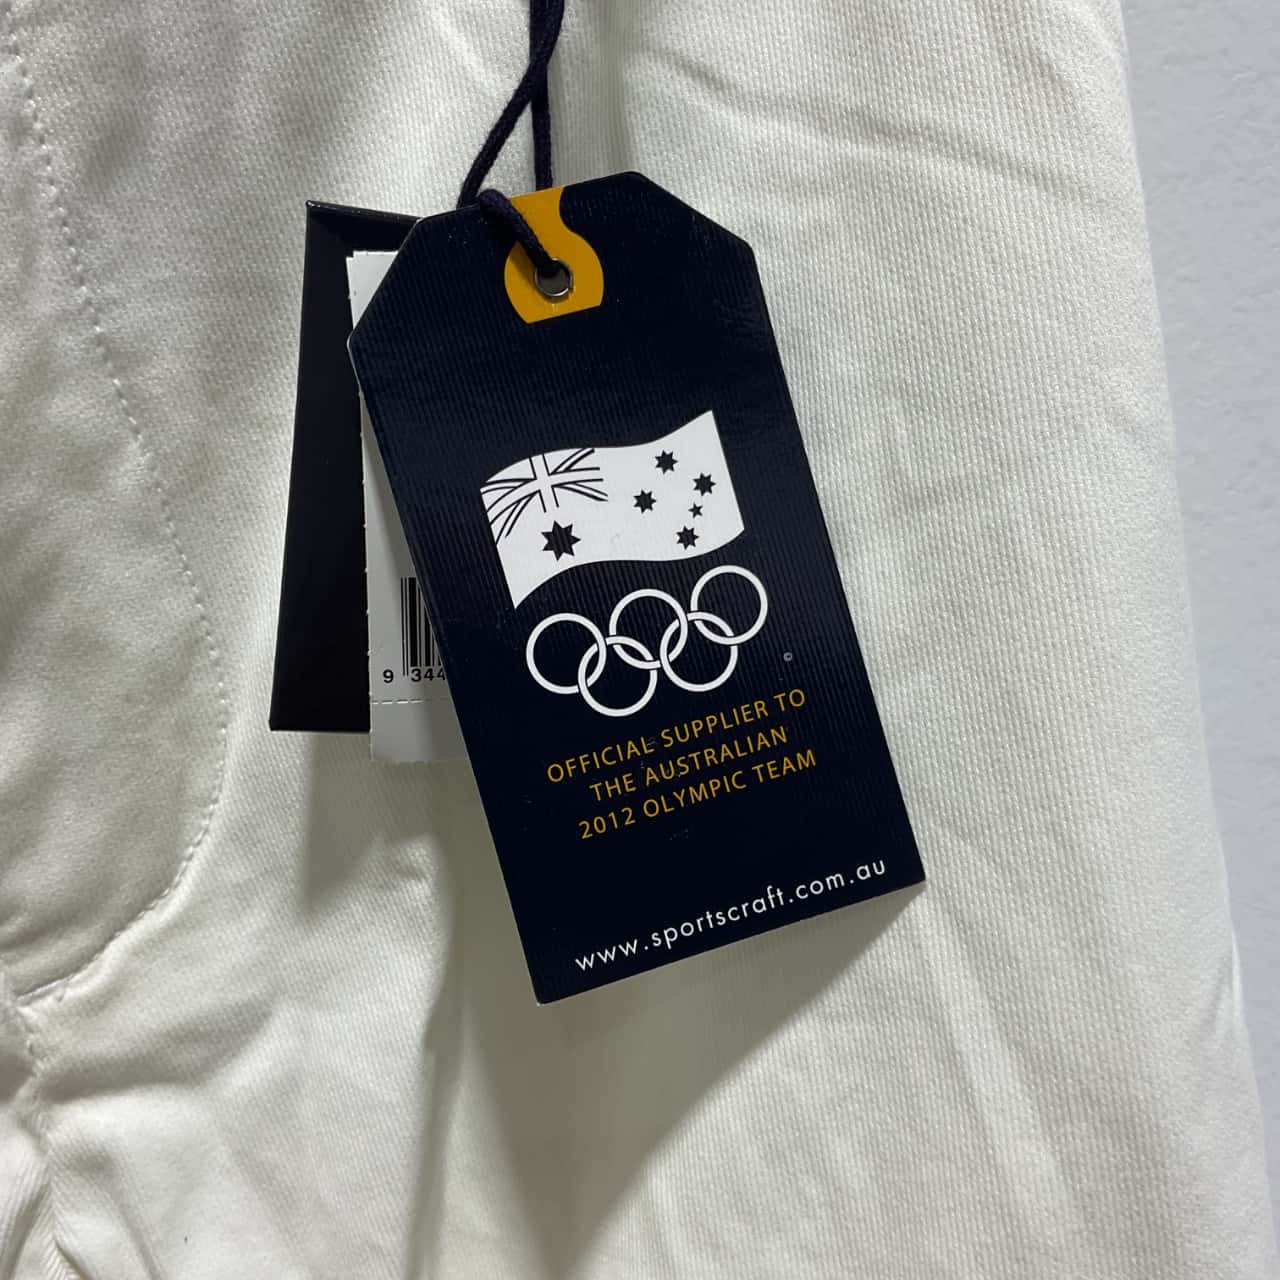 9 344
©
OFFICIAL SUPPLIER TO
THE AUSTRALIAN
2012 OLYMPIC TEAM
www.sportscraft.com.au